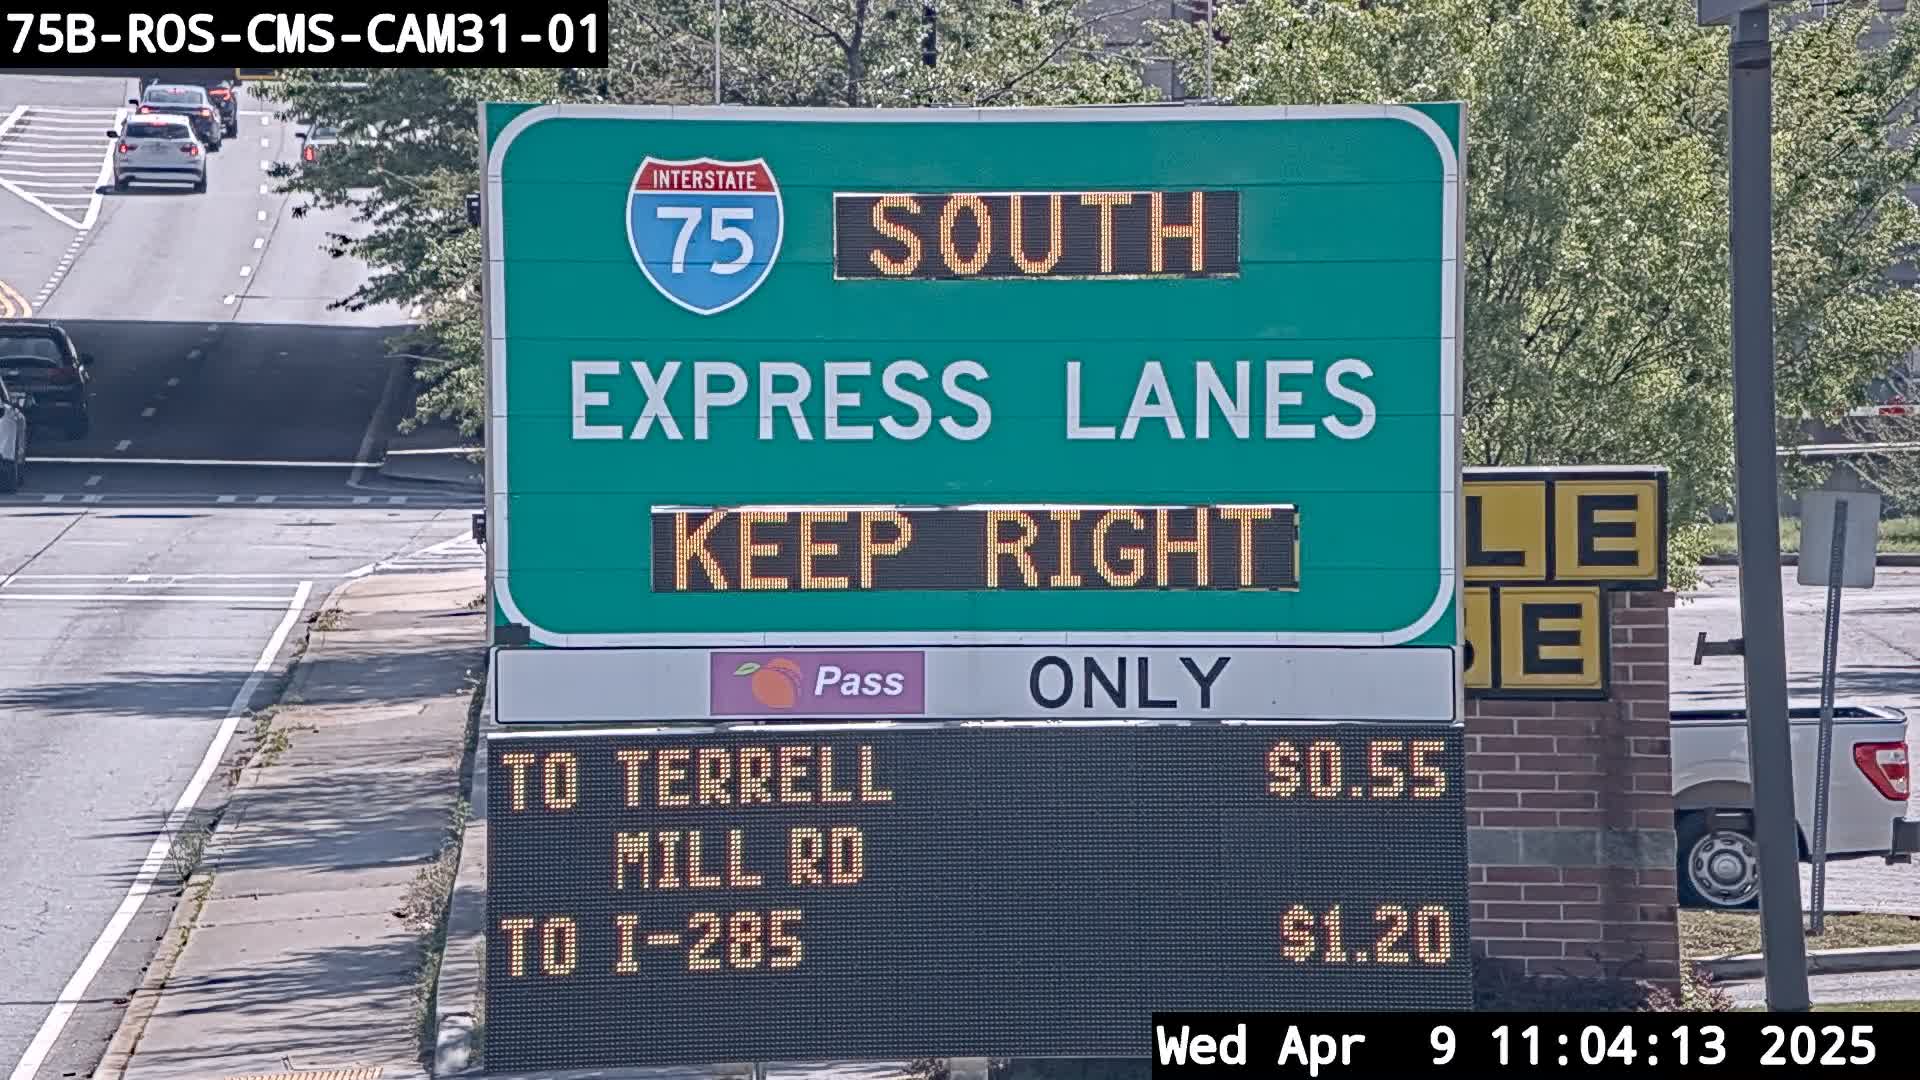 75B-ROS-CMS-CAM31-01
INTERSTATE
75
SOUTH
EXPRESS LANES
KEEP RIGHT
Pass ONLY
TO TERRELL $0.55
MILL RD
TO I-285 $1.20
LE
E
Wed Apr 9 11:04:13 2025